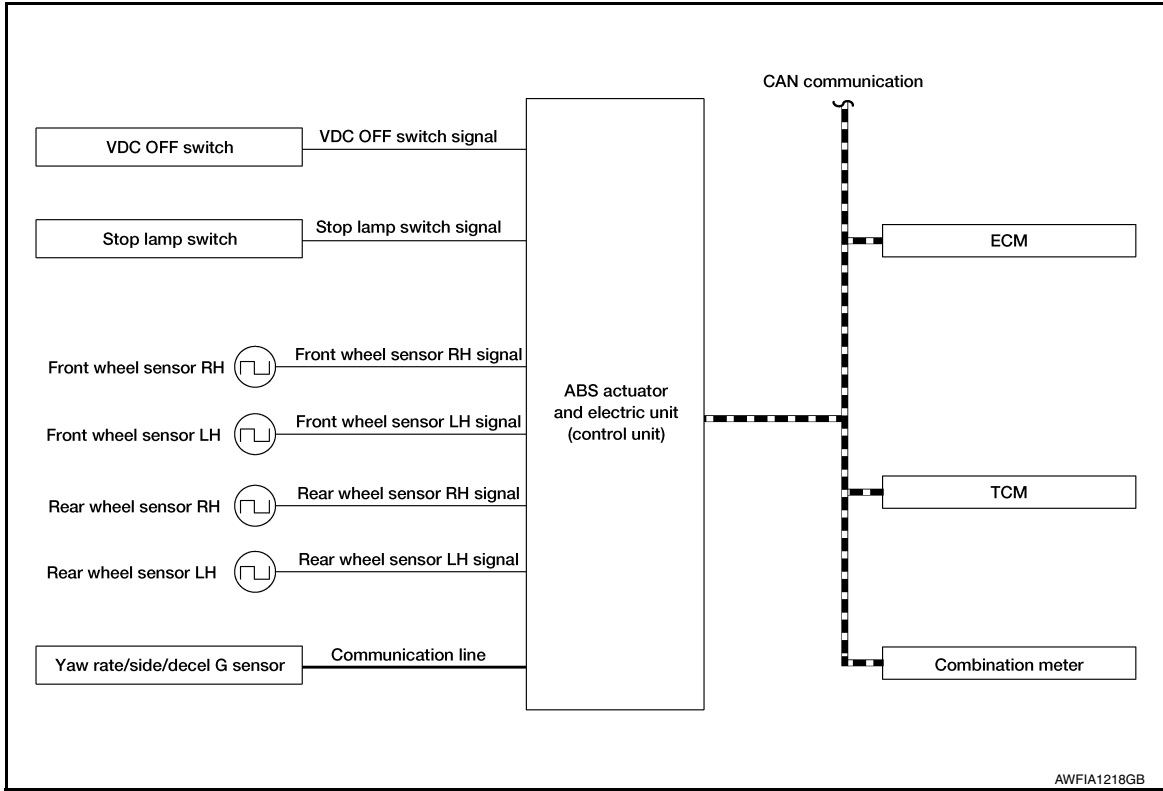 CAN communication
VDC OFF switch
VDC OFF switch signal
Stop lamp switch
Stop lamp switch signal
ECM
Front wheel sensor RH
Front wheel sensor RH signal
Front wheel sensor LH
Front wheel sensor LH signal
ABS actuator
and electric unit
(control unit)
Rear wheel sensor RH
Rear wheel sensor RH signal
TCM
Rear wheel sensor LH
Rear wheel sensor LH signal
Yaw rate/side/decel G sensor
Communication line
Combination meter
AWFIA1218GB